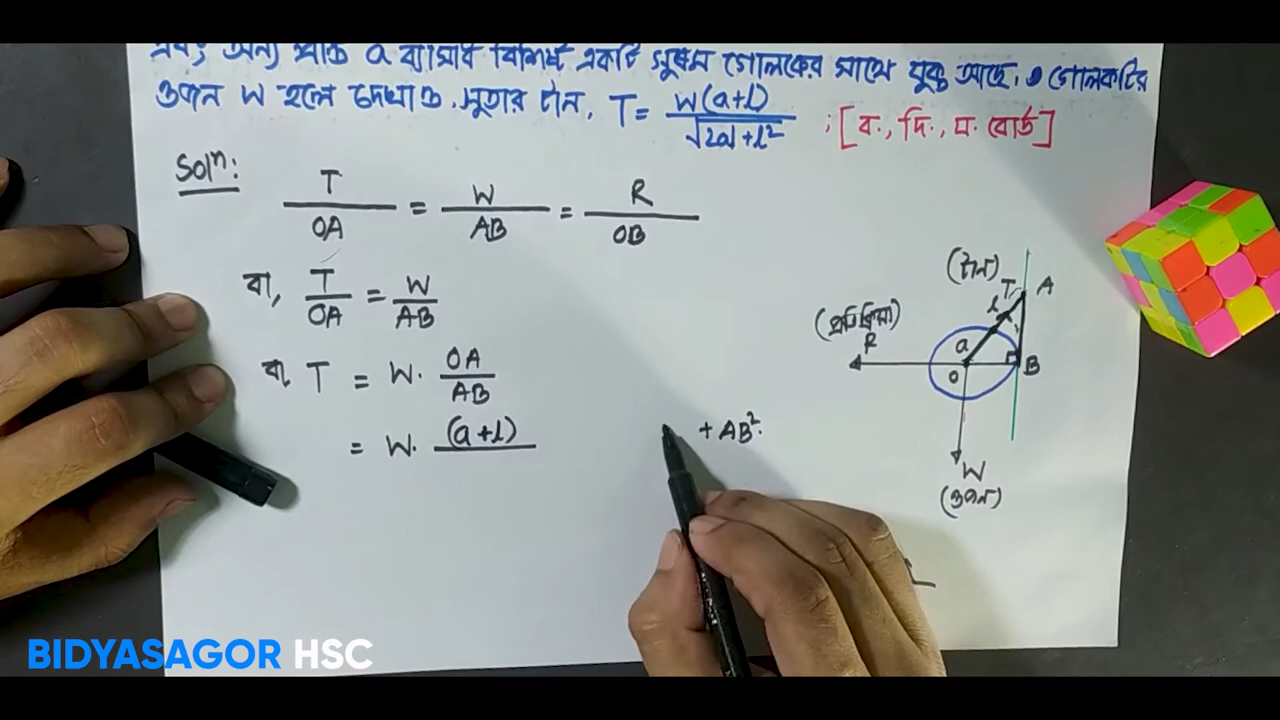 এবং অন্য প্রান্ত a ব্যাসার্ধ বিশিষ্ট একটি সুষম গোলকের সাথে যুক্ত আছে, গোলকটির
ওজন W হলে দেখাও, সুতার টান, T = W(a+l) / √2al+l² ; [ব., দি., ম. বোর্ড]
Solⁿ:
T/OA = W/AB = R/OB
বা, T/OA = W/AB
বা, T = W. OA/AB
= W. (a+l)
+ AB².
(টান)
T A
l
(প্রতিক্রিয়া)
R a
O B
W
(ওজন)
BIDYASAGOR HSC